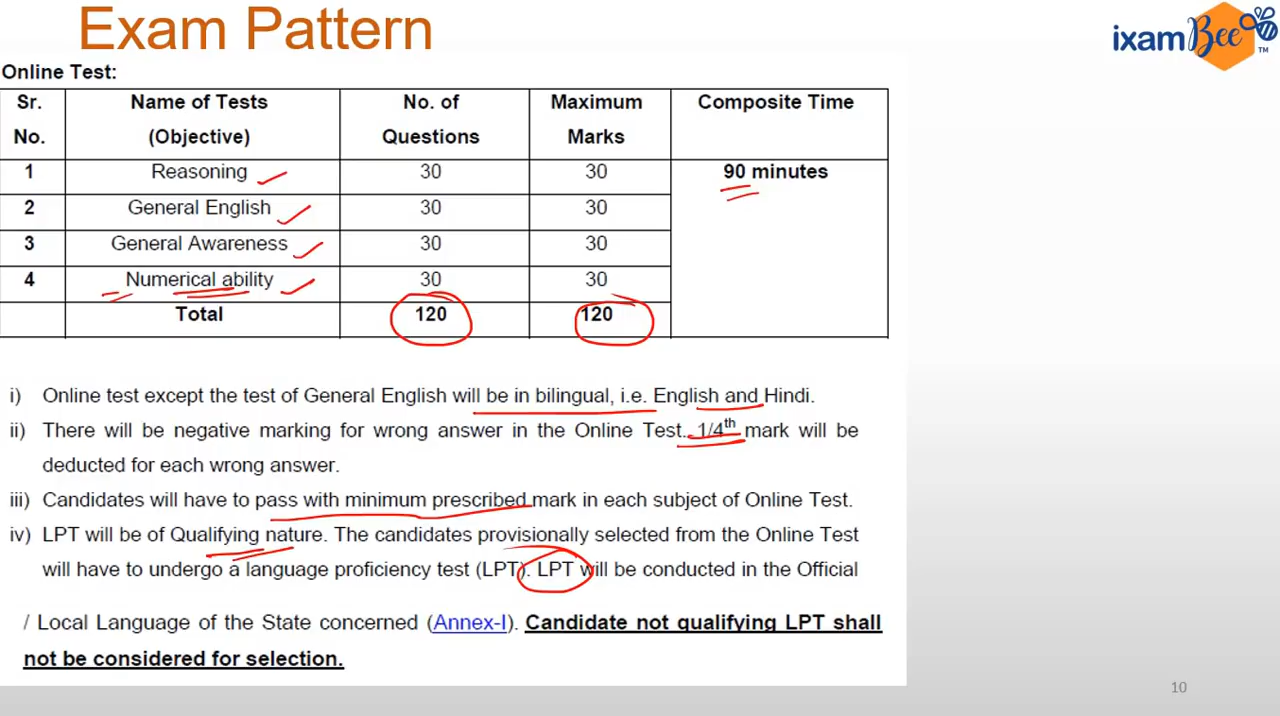 Exam Pattern
ixamBee
TM
Online Test:
Sr. No. Name of Tests (Objective) No. of Questions Maximum Marks Composite Time
1 Reasoning 30 30 90 minutes
2 General English 30 30
3 General Awareness 30 30
4 Numerical ability 30 30
Total 120 120
i) Online test except the test of General English will be in bilingual, i.e. English and Hindi.
ii) There will be negative marking for wrong answer in the Online Test. 1/4th mark will be
deducted for each wrong answer.
iii) Candidates will have to pass with minimum prescribed mark in each subject of Online Test.
iv) LPT will be of Qualifying nature. The candidates provisionally selected from the Online Test
will have to undergo a language proficiency test (LPT). LPT will be conducted in the Official
/ Local Language of the State concerned (Annex-I). Candidate not qualifying LPT shall
not be considered for selection.
10